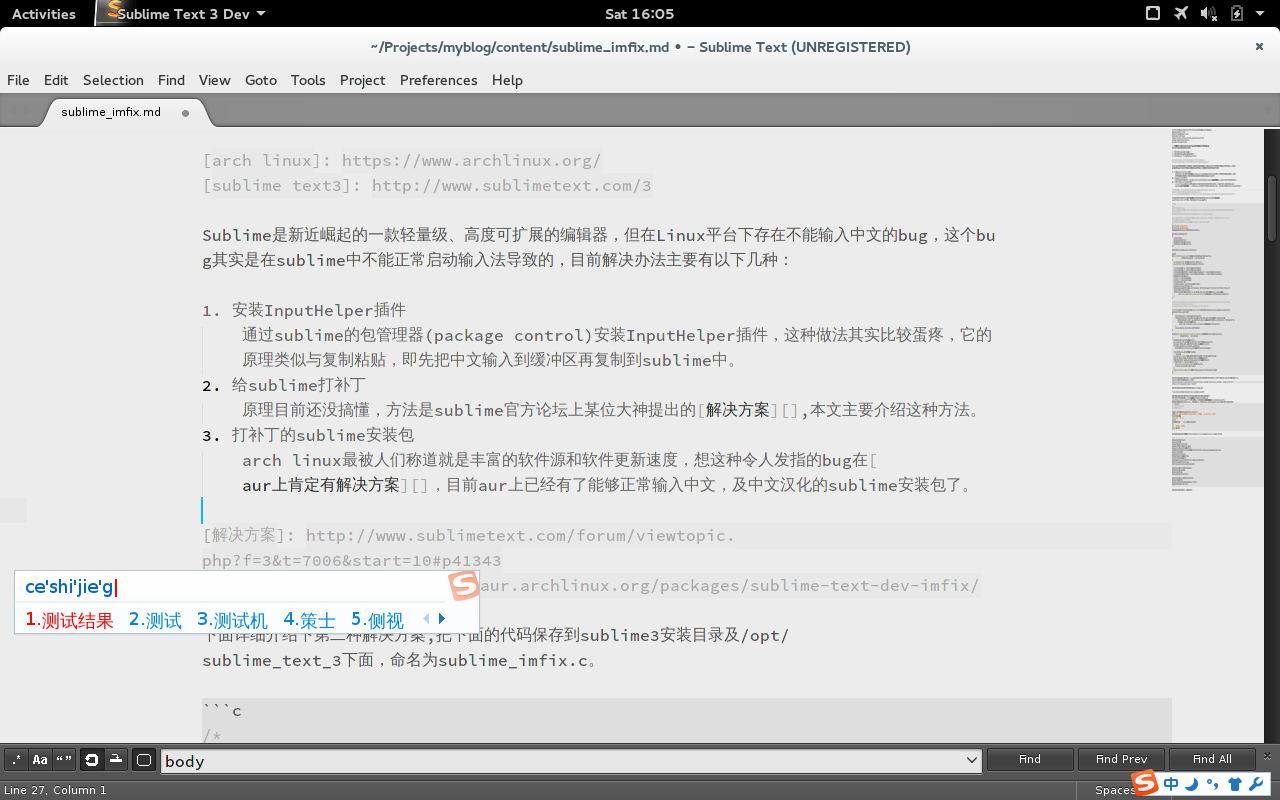 Activities Sublime Text 3 Dev Sat 16:05
~/Projects/myblog/content/sublime_imfix.md • - Sublime Text (UNREGISTERED)
File Edit Selection Find View Goto Tools Project Preferences Help
sublime_imfix.md
[arch linux]: https://www.archlinux.org/
[sublime text3]: http://www.sublimetext.com/3
Sublime是新近崛起的一款轻量级、高度可扩展的编辑器，但在Linux平台下存在不能输入中文的bug，这个bu
g其实是在sublime中不能正常启动输入法导致的，目前解决办法主要有以下几种：
1. 安装InputHelper插件
通过sublime的包管理器(package control)安装InputHelper插件，这种做法其实比较蛋疼，它的
原理类似与复制粘贴，即先把中文输入到缓冲区再复制到sublime中。
2. 给sublime打补丁
原理目前还没搞懂，方法是sublime官方论坛上某位大神提出的[解决方案][],本文主要介绍这种方法。
3. 打补丁的sublime安装包
arch linux最被人们称道就是丰富的软件源和软件更新速度，想这种令人发指的bug在[
aur上肯定有解决方案][]，目前aur上已经有了能够正常输入中文，及中文汉化的sublime安装包了。
[解决方案]: http://www.sublimetext.com/forum/viewtopic.
php?f=3&t=7006&start=10#p41343
aur.archlinux.org/packages/sublime-text-dev-imfix/
ce'shi'jie'g
1.测试结果 2.测试 3.测试机 4.策士 5.侧视
下面详细介绍下第二种解决方案,把下面的代码保存到sublime3安装目录及/opt/
sublime_text_3下面，命名为sublime_imfix.c。
```c
/*
.* Aa “” body Find Find Prev Find All
Line 27, Column 1 Spaces 中